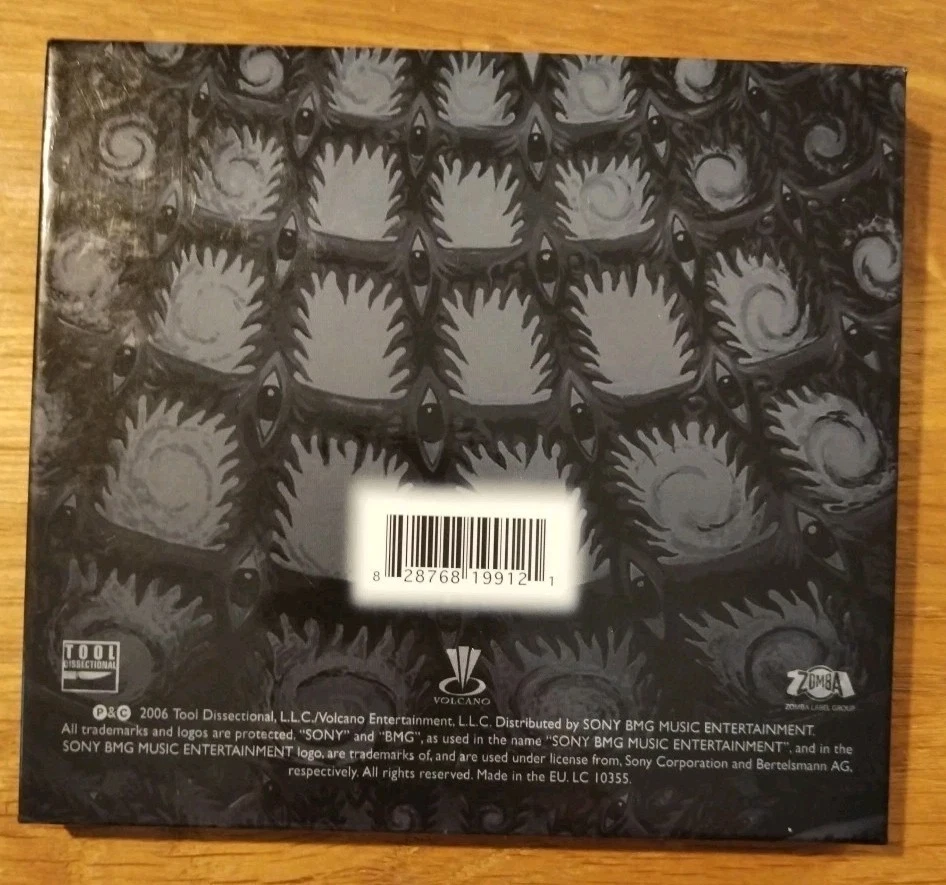 8 28768 19912 1
TOOL
DISSECTIONAL
VOLCANO
ZOMBA
ZOMBA LABEL GROUP
P & C 2006 Tool Dissectional, L.L.C./Volcano Entertainment, L.L.C. Distributed by SONY BMG MUSIC ENTERTAINMENT.
All trademarks and logos are protected. "SONY" and "BMG", as used in the name "SONY BMG MUSIC ENTERTAINMENT", and in the
SONY BMG MUSIC ENTERTAINMENT logo, are trademarks of, and are used under license from, Sony Corporation and Bertelsmann AG,
respectively. All rights reserved. Made in the EU. LC 10355.